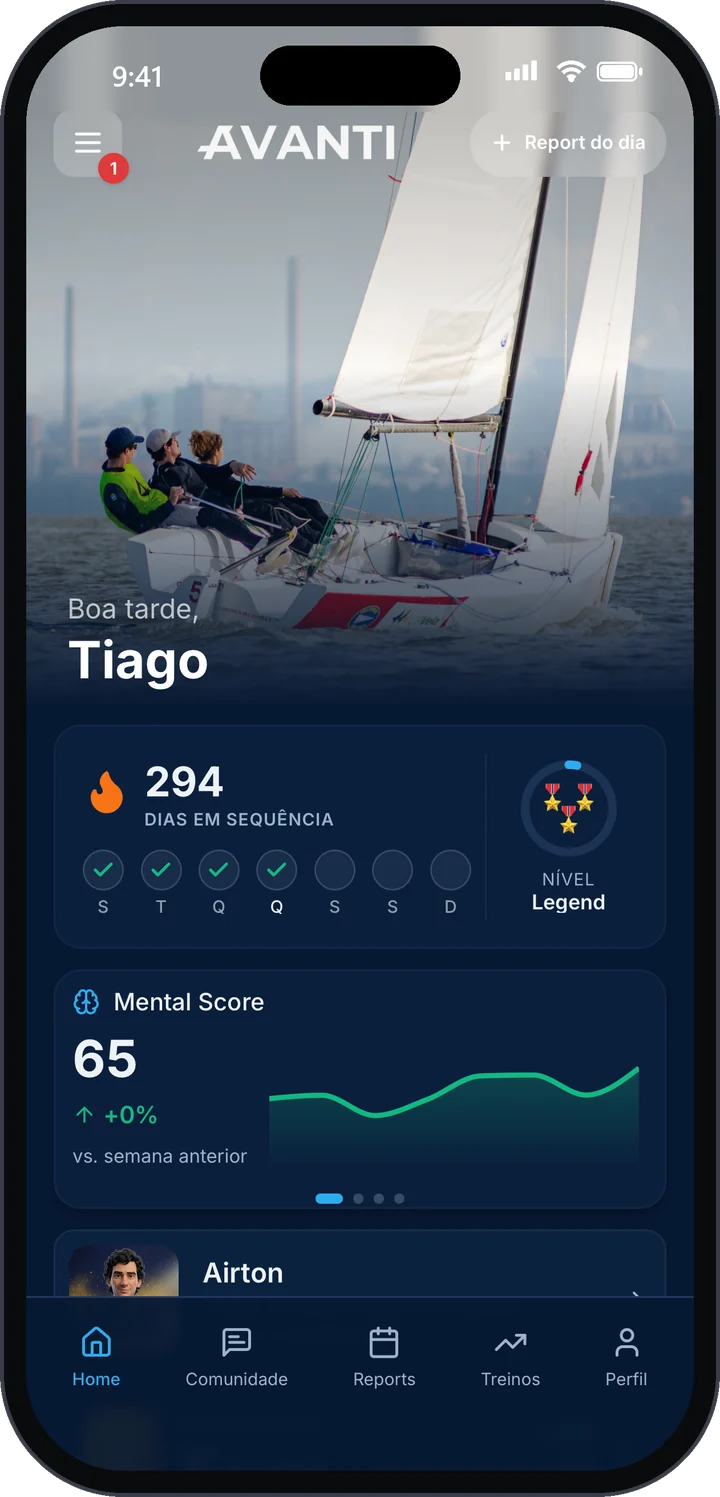 9:41
1
AVANTI
+ Report do dia
Boa tarde,
Tiago
294
DIAS EM SEQUÊNCIA
S T Q Q S S D
NÍVEL
Legend
Mental Score
65
↑ +0%
vs. semana anterior
Airton
Home Comunidade Reports Treinos Perfil